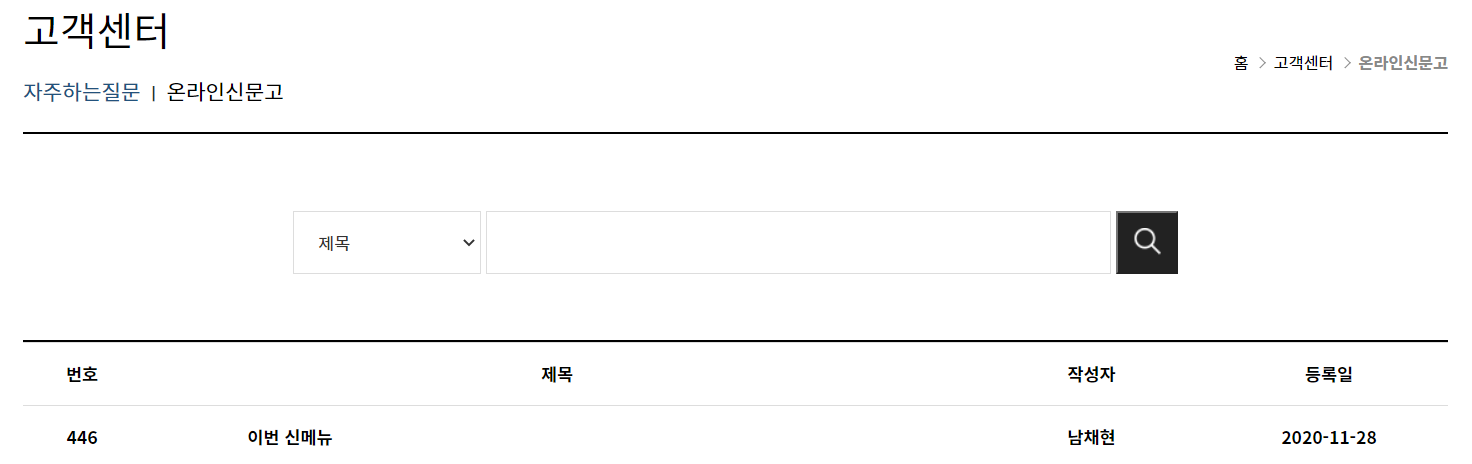 고객센터
홈 > 고객센터 > 온라인신문고
자주하는질문 | 온라인신문고
제목
번호 제목 작성자 등록일
446 이번 신메뉴 남채현 2020-11-28